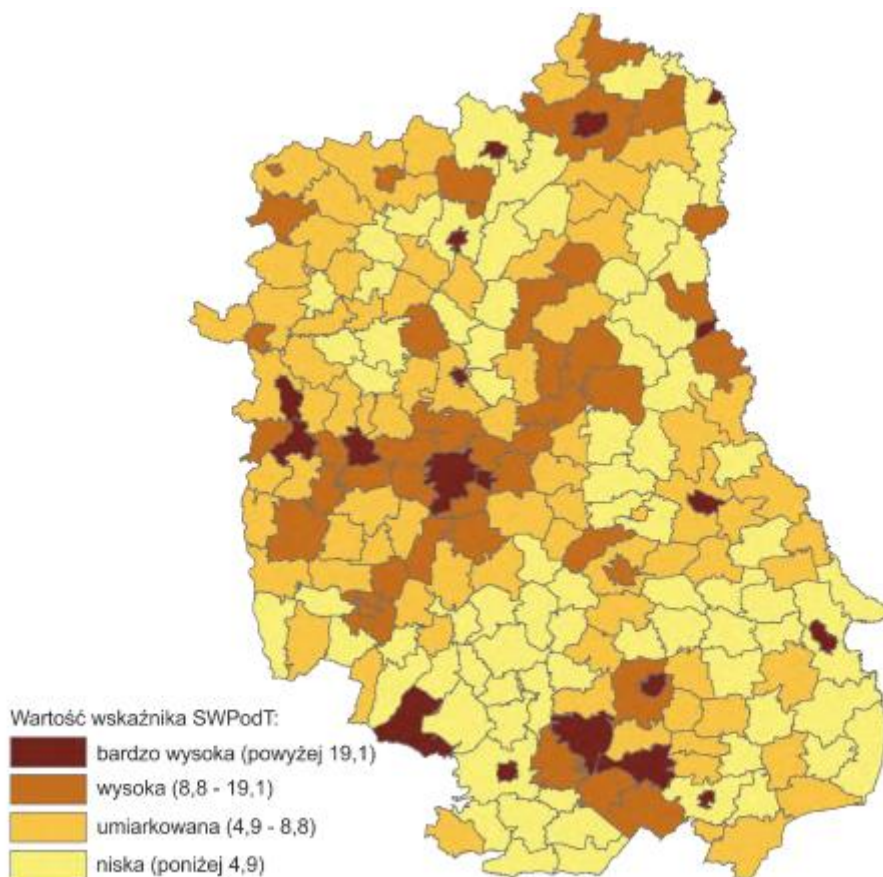 Wartość wskaźnika SWPodT:
bardzo wysoka (powyżej 19,1)
wysoka (8,8 - 19,1)
umiarkowana (4,9 - 8,8)
niska (poniżej 4,9)